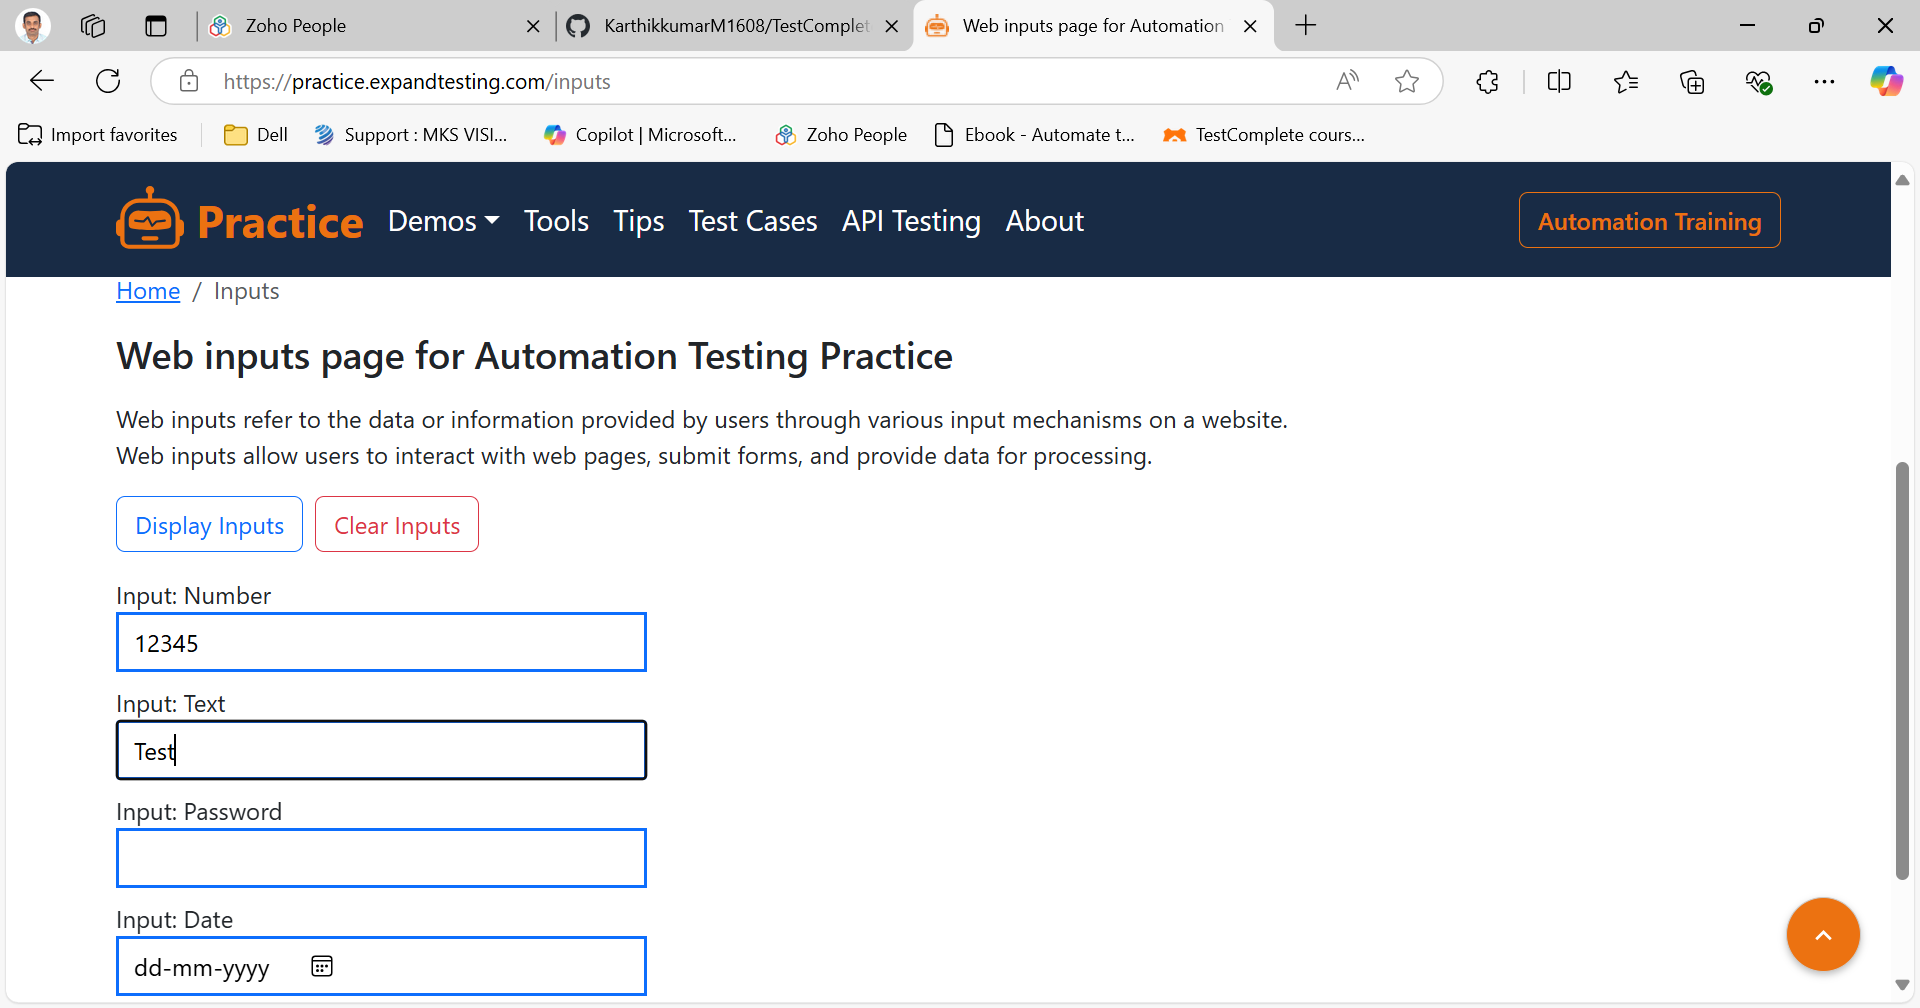 Zoho People
KarthikkumarM1608/TestComplet
Web inputs page for Automation
https://practice.expandtesting.com/inputs
Import favorites
Dell
Support : MKS VISI...
Copilot | Microsoft...
Zoho People
Ebook - Automate t...
TestComplete cours...
Practice
Demos
Tools
Tips
Test Cases
API Testing
About
Automation Training
Home / Inputs
Web inputs page for Automation Testing Practice
Web inputs refer to the data or information provided by users through various input mechanisms on a website.
Web inputs allow users to interact with web pages, submit forms, and provide data for processing.
Display Inputs
Clear Inputs
Input: Number
12345
Input: Text
Test
Input: Password
Input: Date
dd-mm-yyyy